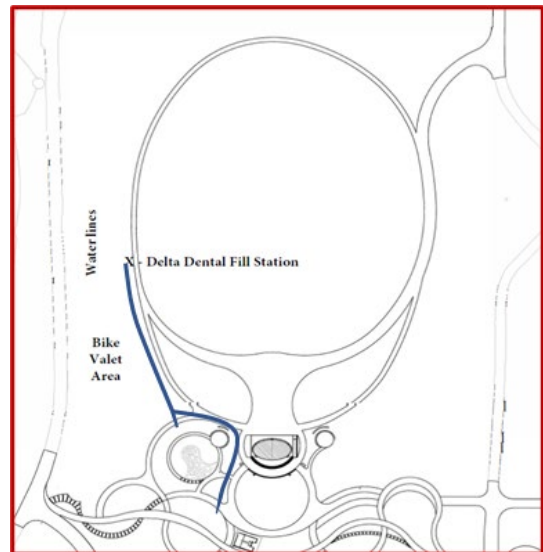 Water lines
X - Delta Dental Fill Station
Bike
Valet
Area